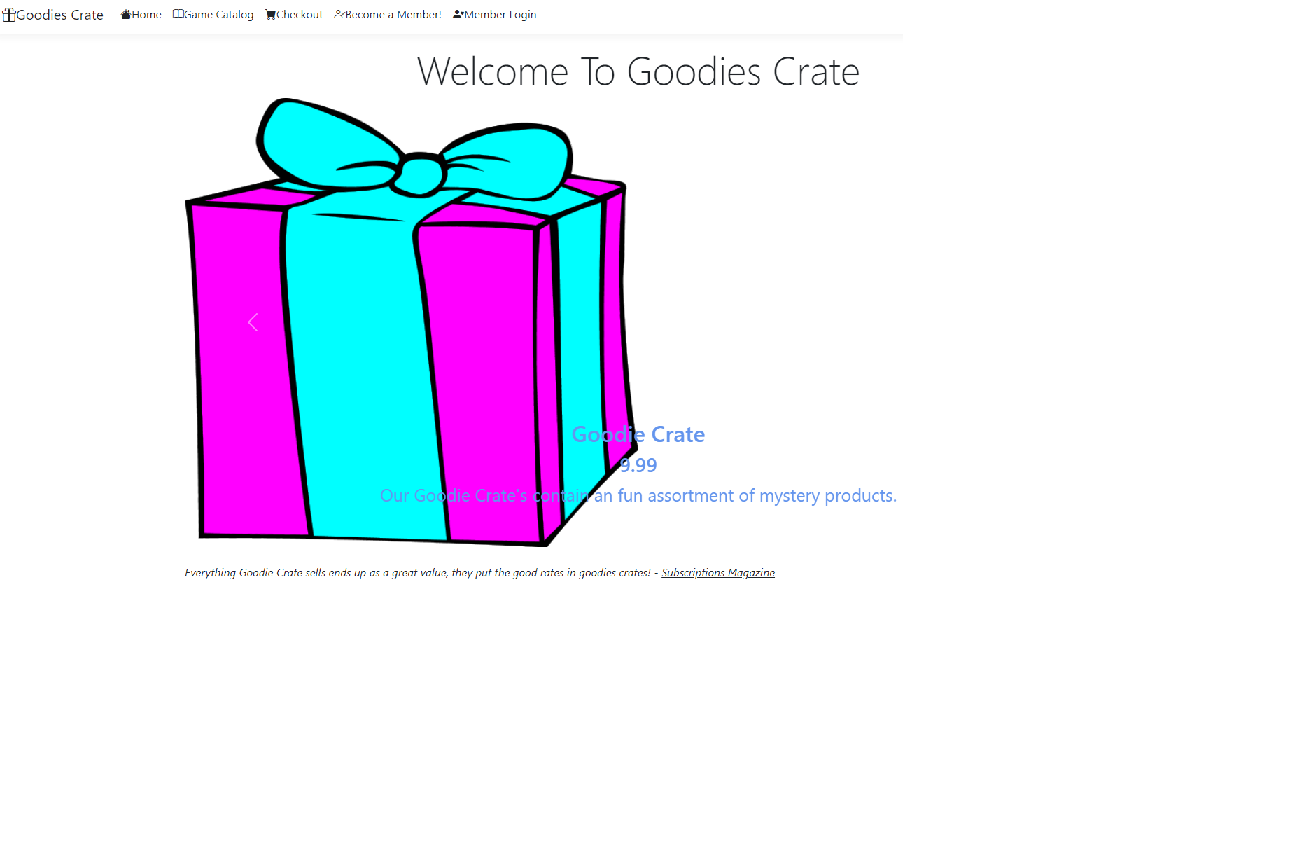 Goodies Crate Home Game Catalog Checkout Become a Member! Member Login
Welcome To Goodies Crate
Goodie Crate
9.99
Our Goodie Crate's contain an fun assortment of mystery products.
Everything Goodie Crate sells ends up as a great value, they put the good rates in goodies crates! - Subscriptions Magazine